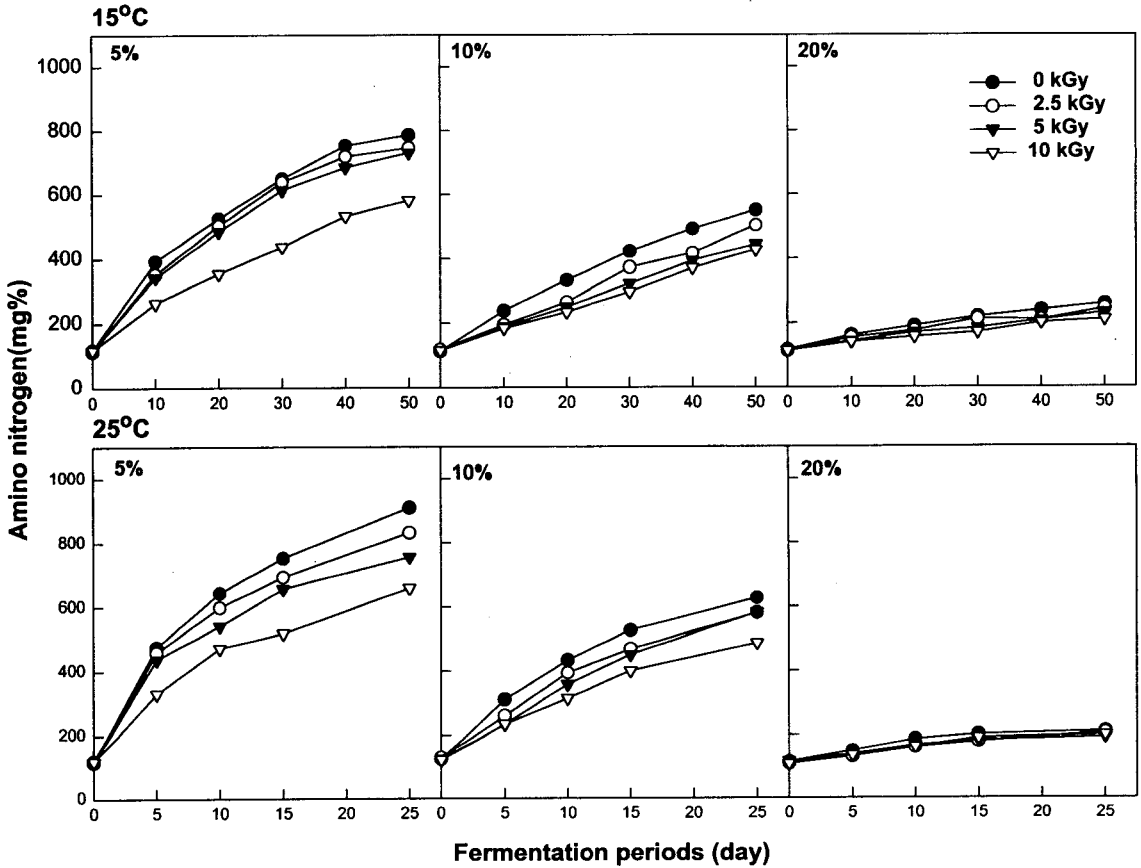 15°C
5%
10%
20%
0 kGy
2.5 kGy
5 kGy
10 kGy
1000
800
600
400
200
0
0 10 20 30 40 50
0 10 20 30 40 50
0 10 20 30 40 50
Amino nitrogen(mg%)
25°C
5%
10%
20%
1000
800
600
400
200
0
0 5 10 15 20 25
0 5 10 15 20 25
0 5 10 15 20 25
Fermentation periods (day)